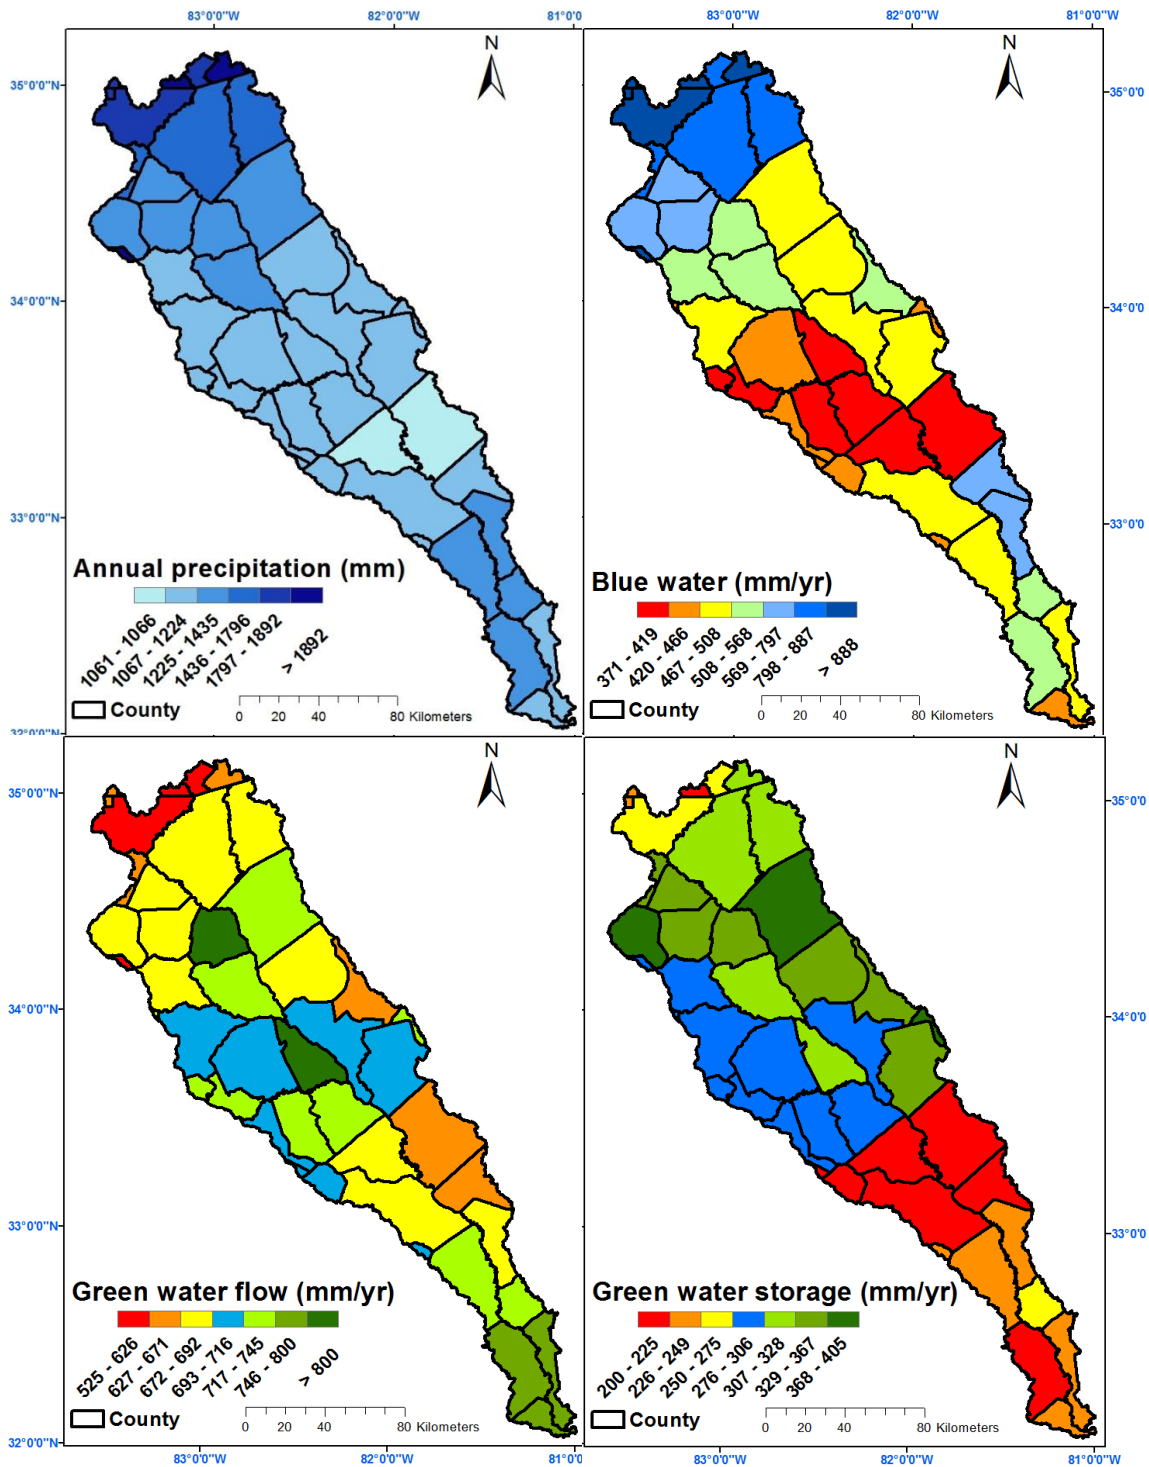 83°0'0"W 82°0'0"W 81°0'0
83°0'0"W 82°0'0"W 81°0'0"W
N
35°0'0"N
34°0'0"N
33°0'0"N
32°0'0"N
Annual precipitation (mm)
1061 - 1066
1067 - 1224
1225 - 1435
1436 - 1796
1797 - 1892
> 1892
County
0 20 40 80 Kilometers
N
35°0'0
34°0'0
33°0'0
Blue water (mm/yr)
371 - 419
420 - 466
467 - 508
508 - 568
569 - 797
798 - 887
> 888
County
0 20 40 80 Kilometers
N
35°0'0"N
34°0'0"N
33°0'0"N
32°0'0"N
Green water flow (mm/yr)
525 - 626
627 - 671
672 - 692
693 - 716
717 - 745
746 - 800
> 800
County
0 20 40 80 Kilometers
83°0'0"W 82°0'0"W 81°0'0
N
35°0'0
34°0'0
33°0'0
Green water storage (mm/yr)
200 - 225
226 - 249
250 - 275
276 - 306
307 - 328
329 - 367
368 - 405
County
0 20 40 80 Kilometers
83°0'0"W 82°0'0"W 81°0'0"W